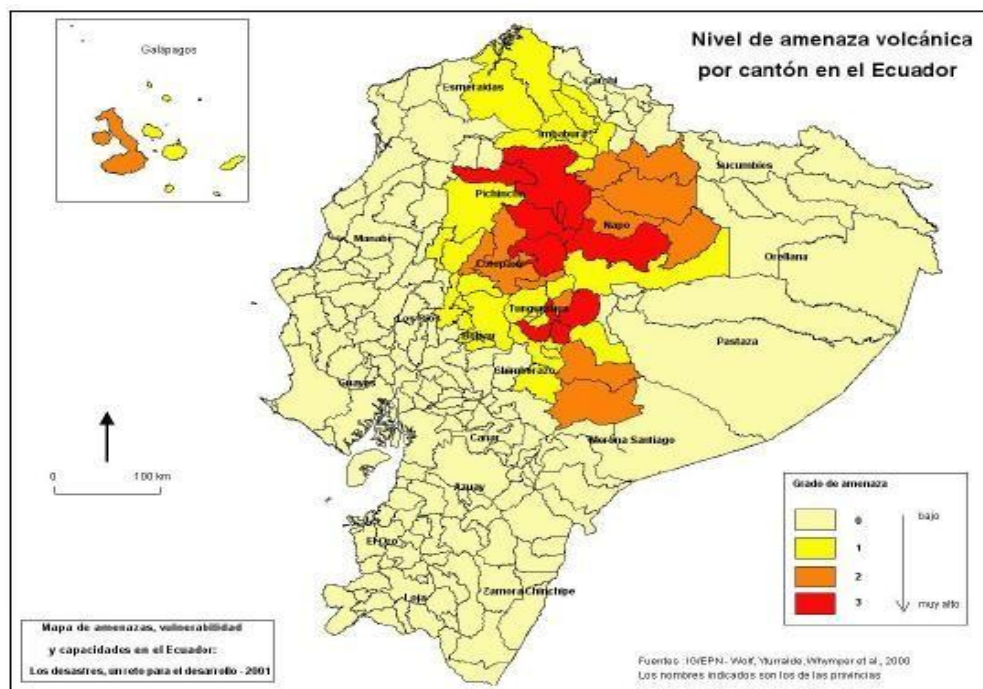 Galápagos
Nivel de amenaza volcánica
por cantón en el Ecuador
Esmeraldas
Carchi
Imbabura
Sucumbíos
Pichincha
Napo
Manabí
Cotopaxi
Orellana
Los Ríos
Tungurahua
Bolívar
Pastaza
Chimborazo
Guayas
Cañar
Morona Santiago
0 100 km
Azuay
El Oro
Loja
Zamora Chinchipe
Grado de amenaza
0 bajo
1
2
3 muy alto
Mapa de amenazas, vulnerabilidad
y capacidades en el Ecuador:
Los desastres, un reto para el desarrollo - 2001
Fuentes : IG/EPN - Wolf, Yturralde, Whymper et al., 2000
Los nombres indicados son los de las provincias